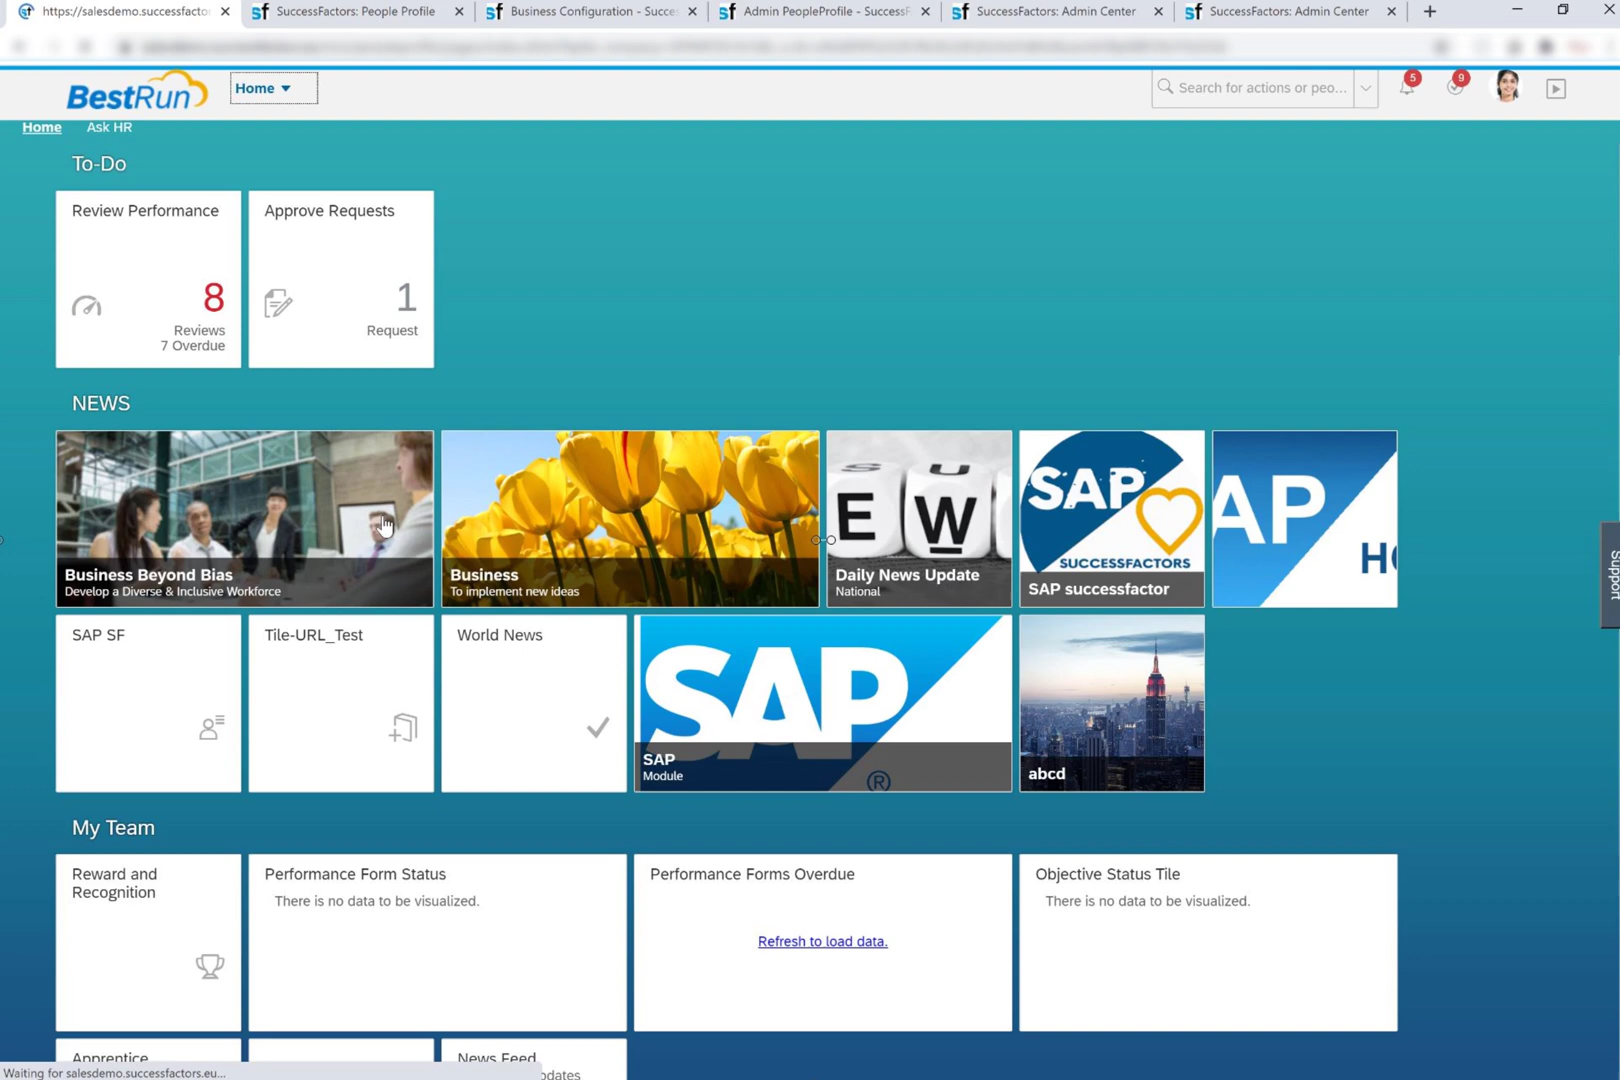 https://salesdemo.successfactor
SuccessFactors: People Profile
Business Configuration - Succes
Admin PeopleProfile - SuccessF
SuccessFactors: Admin Center
SuccessFactors: Admin Center
BestRun
Home
Search for actions or peo...
5
9
Home
Ask HR
To-Do
Review Performance
8
Reviews
7 Overdue
Approve Requests
1
Request
NEWS
Business Beyond Bias
Develop a Diverse & Inclusive Workforce
Business
To implement new ideas
S U
E W
Daily News Update
National
SAP
SUCCESSFACTORS
SAP successfactor
AP
Support
SAP SF
Tile-URL_Test
World News
SAP
®
SAP
Module
abcd
My Team
Reward and
Recognition
Performance Form Status
There is no data to be visualized.
Performance Forms Overdue
Refresh to load data.
Objective Status Tile
There is no data to be visualized.
Apprentice
News Feed
pdates
Waiting for salesdemo.successfactors.eu...